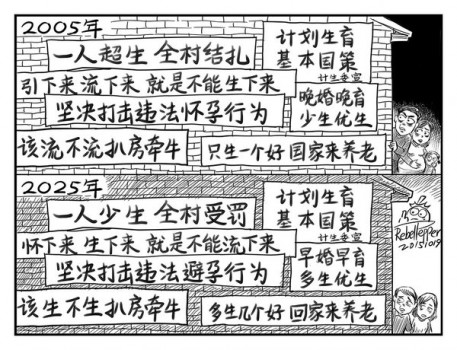 2005年
一人超生 全村结扎
计划生育
基本国策
计生委宣
引下来 流下来 就是不能生下来
坚决打击违法怀孕行为
晚婚晚育
少生优生
该流不流扒房牵牛
只生一个好 国家来养老
2025年
一人少生 全村受罚
计划生育
基本国策
计生委宣
怀下来 生下来 就是不能流下来
坚决打击违法避孕行为
早婚早育
多生优生
该生不生扒房牵牛
多生几个好 回家来养老
RebelPepper
20151019